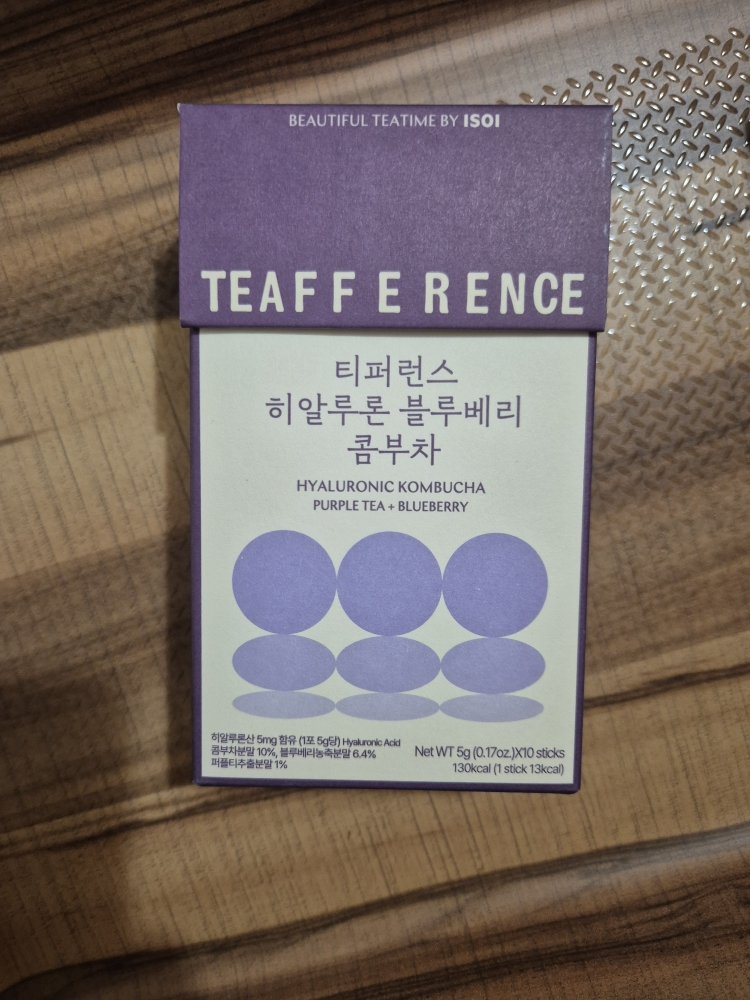 BEAUTIFUL TEATIME BY ISOI
TEAFFERENCE
티퍼런스
히알루론 블루베리
콤부차
HYALURONIC KOMBUCHA
PURPLE TEA + BLUEBERRY
히알루론산 5mg 함유 (1포 5g당) Hyaluronic Acid
콤부차분말 10%, 블루베리농축분말 6.4%
퍼플티추출분말 1%
Net WT 5g (0.17oz.)X10 sticks
130kcal (1 stick 13kcal)